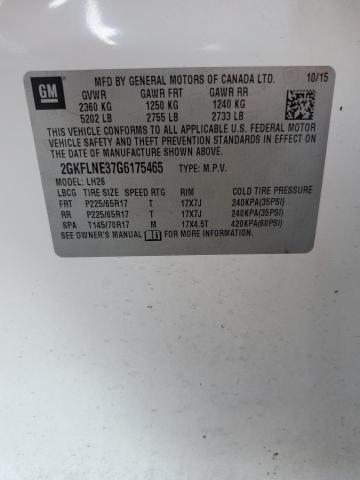 GM
MFD BY GENERAL MOTORS OF CANADA LTD. 10/15
GVWR GAWR FRT GAWR RR
2360 KG 1250 KG 1240 KG
5202 LB 2755 LB 2733 LB
THIS VEHICLE CONFORMS TO ALL APPLICABLE U.S. FEDERAL MOTOR
VEHICLE SAFETY, BUMPER, AND THEFT PREVENTION STANDARDS IN
EFFECT ON THE DATE OF MANUFACTURE SHOWN ABOVE.
2GKFLNE37G6175465 TYPE: M.P.V.
MODEL: LH26
LBCG TIRE SIZE SPEED RTG RIM COLD TIRE PRESSURE
FRT P225/65R17 T 17X7J 240KPA(35PSI)
RR P225/65R17 T 17X7J 240KPA(35PSI)
SPA T145/70R17 M 17X4.5T 420KPA(60PSI)
SEE OWNER'S MANUAL FOR MORE INFORMATION.